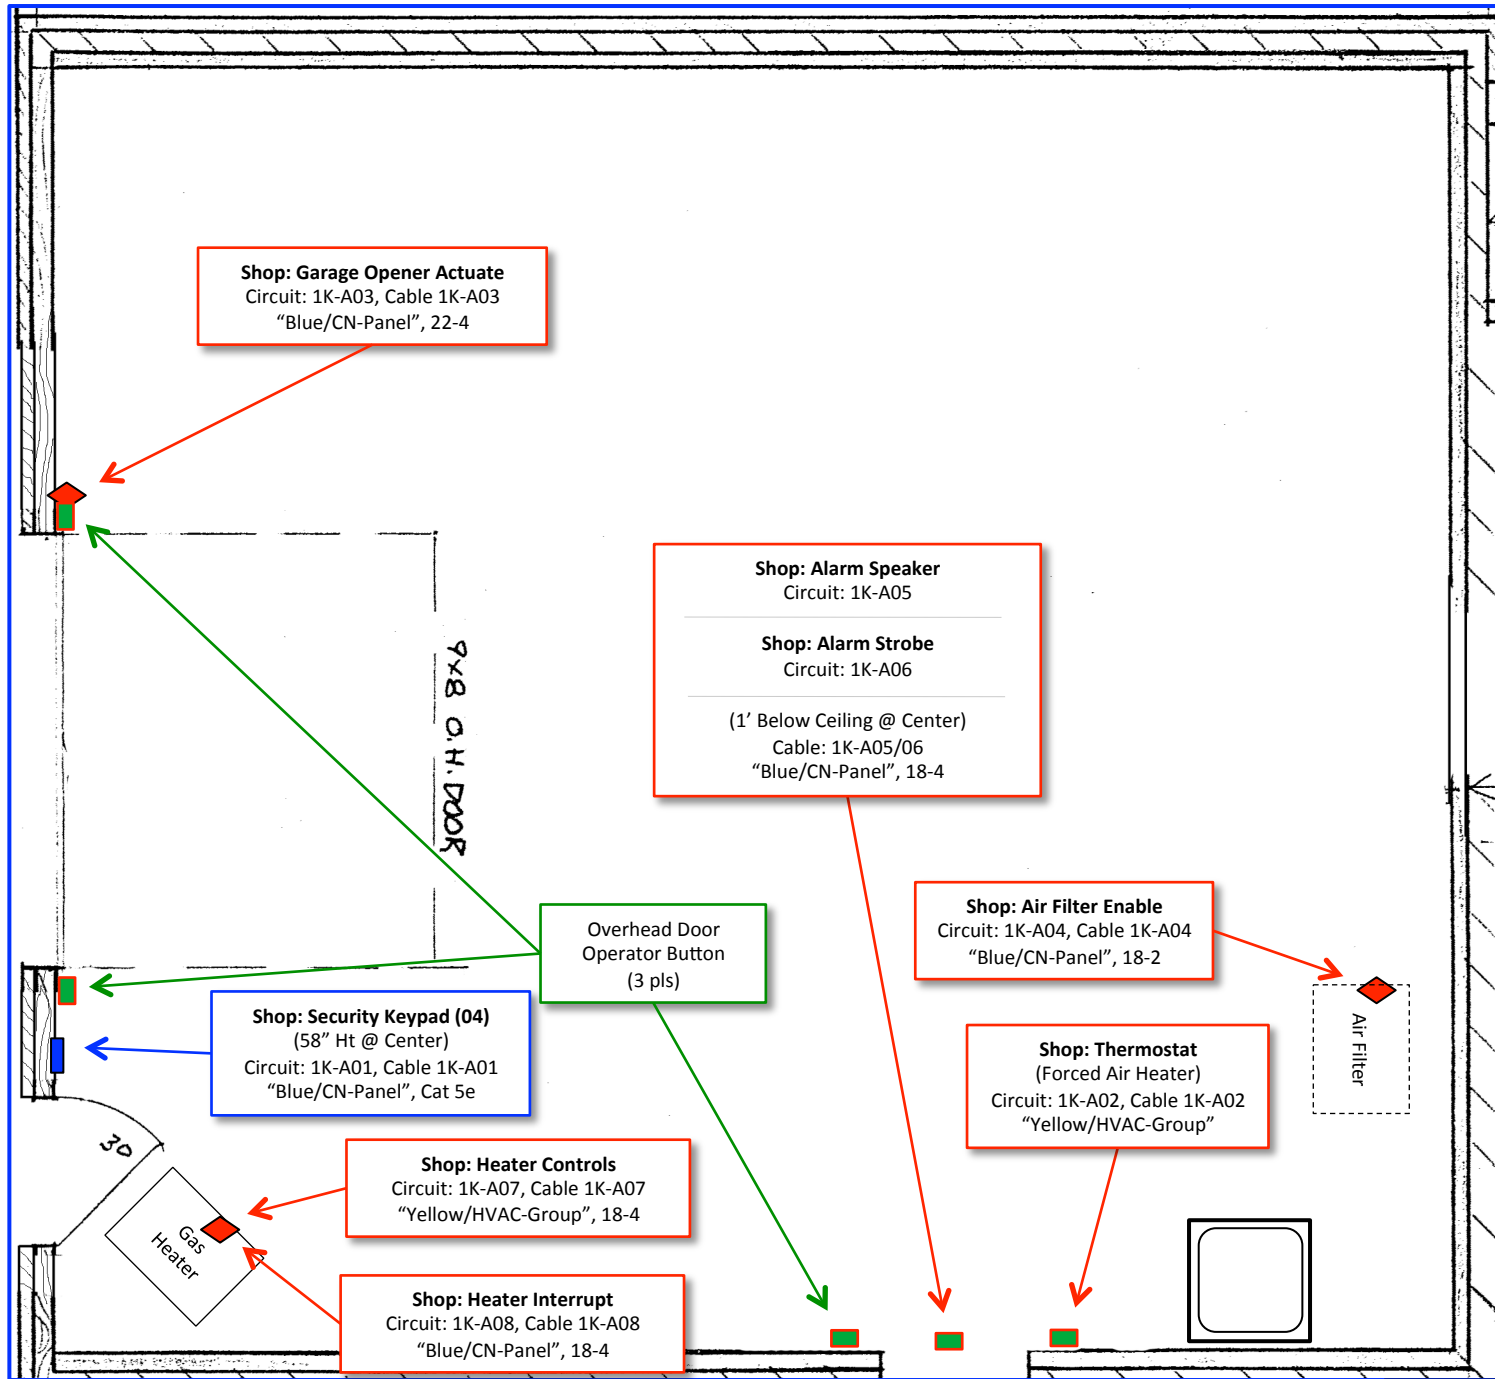 Shop: Garage Opener Actuate
Circuit: 1K-A03, Cable 1K-A03
“Blue/CN-Panel”, 22-4
9x8 O.H. DOOR
Shop: Alarm Speaker
Circuit: 1K-A05
Shop: Alarm Strobe
Circuit: 1K-A06
(1’ Below Ceiling @ Center)
Cable: 1K-A05/06
“Blue/CN-Panel”, 18-4
Overhead Door
Operator Button
(3 pls)
Shop: Air Filter Enable
Circuit: 1K-A04, Cable 1K-A04
“Blue/CN-Panel”, 18-2
Air Filter
Shop: Security Keypad (04)
(58” Ht @ Center)
Circuit: 1K-A01, Cable 1K-A01
“Blue/CN-Panel”, Cat 5e
Shop: Thermostat
(Forced Air Heater)
Circuit: 1K-A02, Cable 1K-A02
“Yellow/HVAC-Group”
30
Shop: Heater Controls
Circuit: 1K-A07, Cable 1K-A07
“Yellow/HVAC-Group”, 18-4
Gas
Heater
Shop: Heater Interrupt
Circuit: 1K-A08, Cable 1K-A08
“Blue/CN-Panel”, 18-4